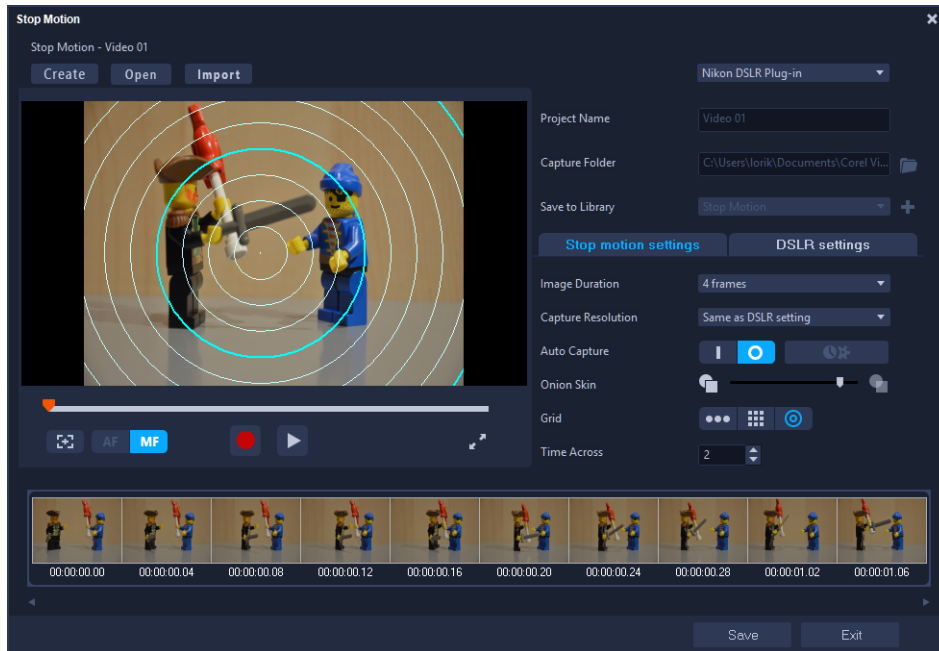 Stop Motion
Stop Motion - Video 01
Create Open Import
Nikon DSLR Plug-in
Project Name Video 01
Capture Folder C:\Users\lorik\Documents\Corel Vi...
Save to Library Stop Motion
Stop motion settings DSLR settings
Image Duration 4 frames
Capture Resolution Same as DSLR setting
Auto Capture
Onion Skin
Grid
Time Across 2
AF MF
00:00:00.00 00:00:00.04 00:00:00.08 00:00:00.12 00:00:00.16 00:00:00.20 00:00:00.24 00:00:00.28 00:00:01.02 00:00:01.06
Save Exit